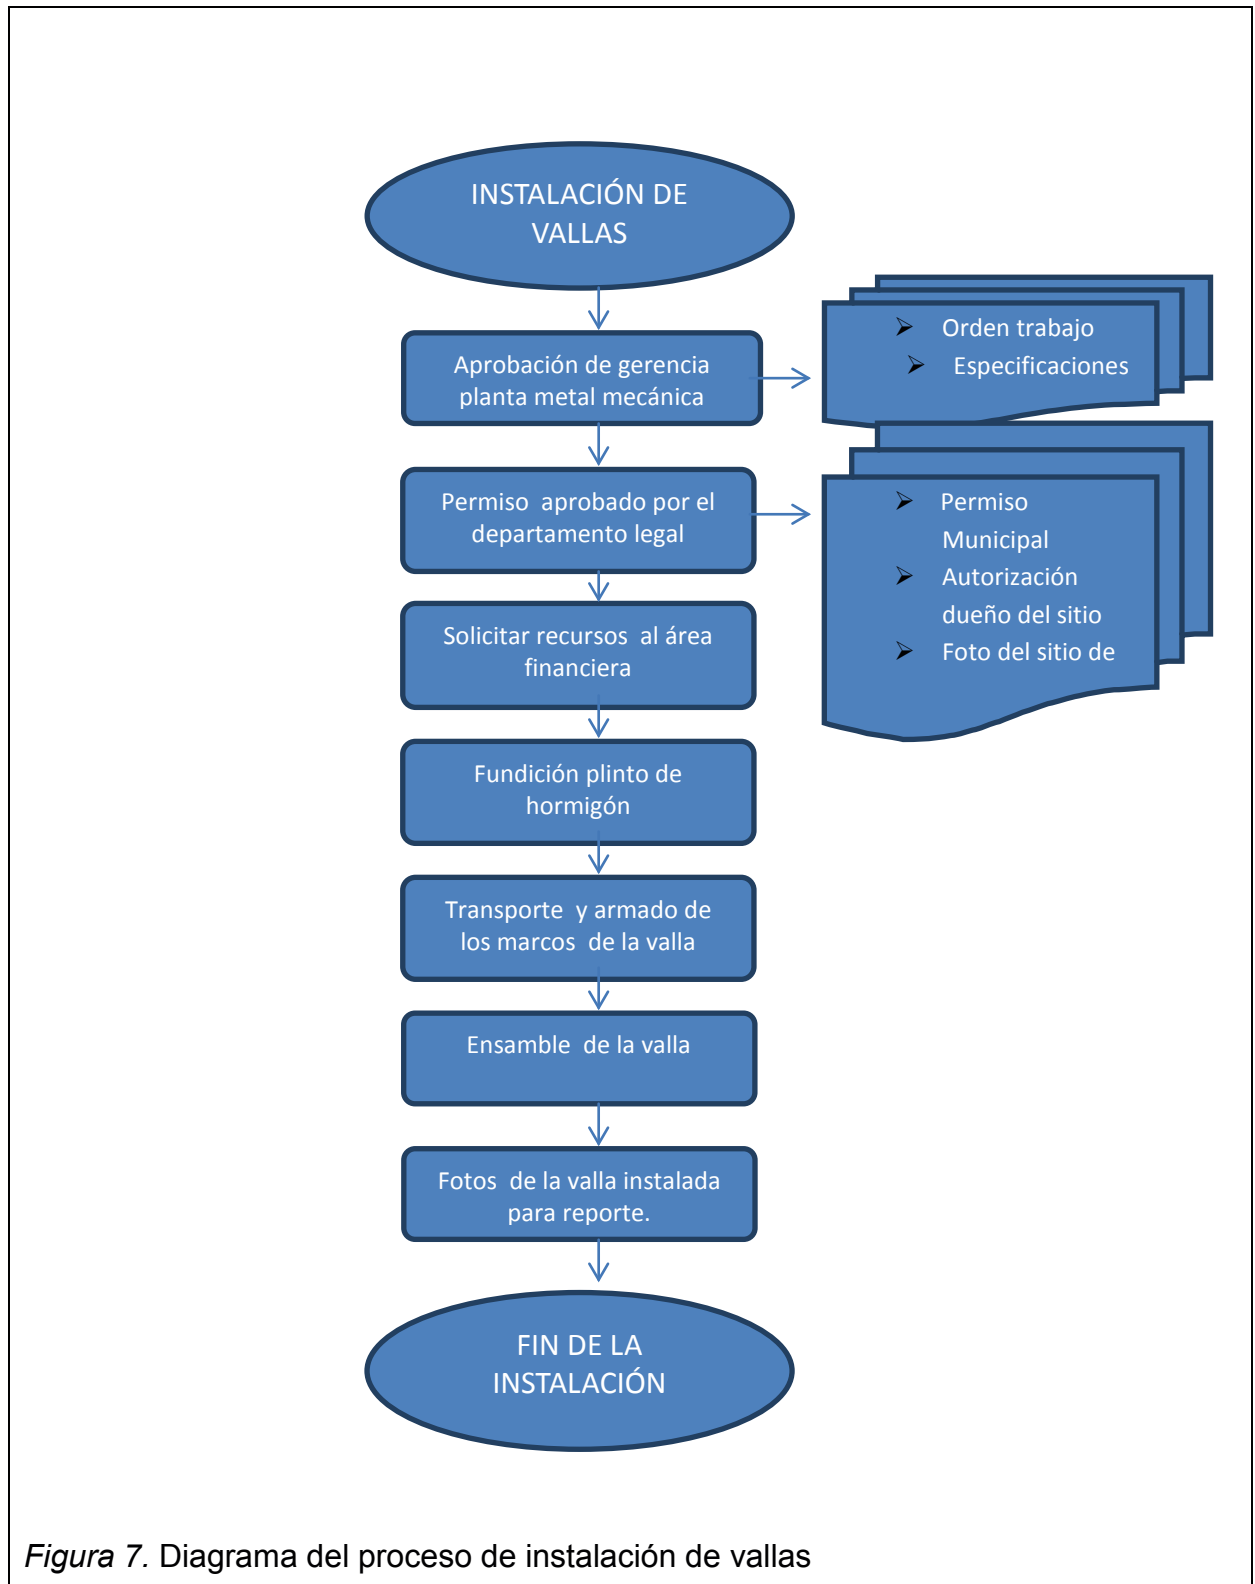 INSTALACIÓN DE
VALLAS
Aprobación de gerencia
planta metal mecánica
➢ Orden trabajo
➢ Especificaciones
Permiso aprobado por el
departamento legal
➢ Permiso
Municipal
➢ Autorización
dueño del sitio
➢ Foto del sitio de
Solicitar recursos al área
financiera
Fundición plinto de
hormigón
Transporte y armado de
los marcos de la valla
Ensamble de la valla
Fotos de la valla instalada
para reporte.
FIN DE LA
INSTALACIÓN
Figura 7. Diagrama del proceso de instalación de vallas